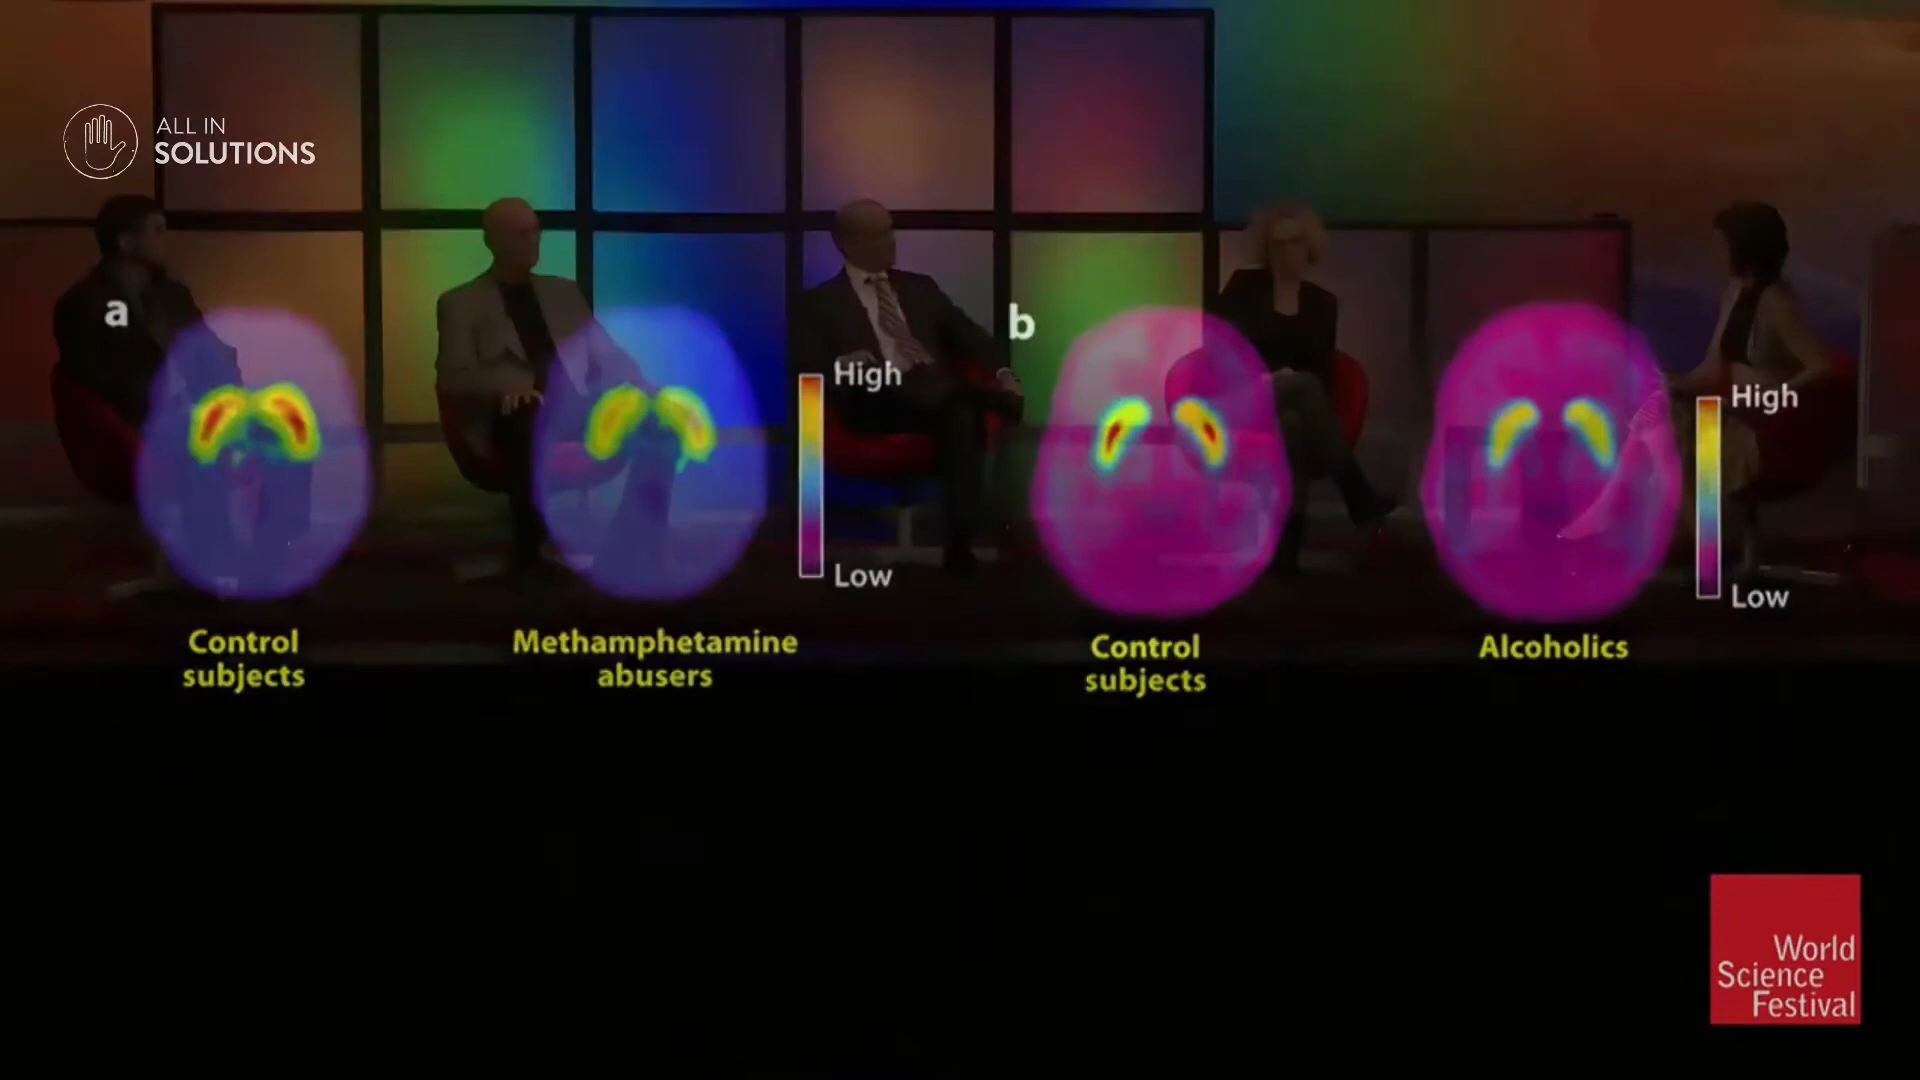 ALL IN
SOLUTIONS
a
High
Low
Control
subjects
Methamphetamine
abusers
b
High
Low
Control
subjects
Alcoholics
World
Science
Festival